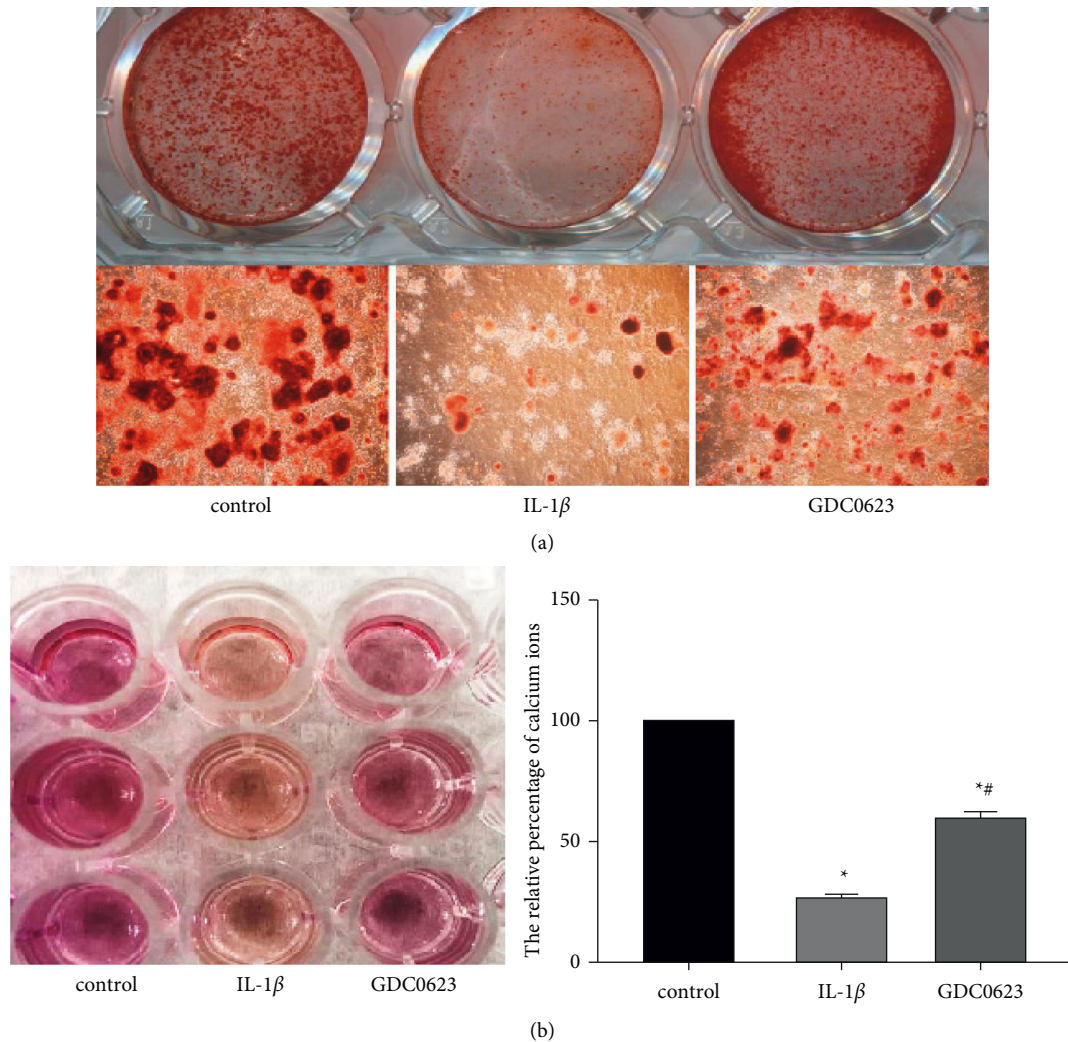 control
IL-1β
GDC0623
(a)
150
100
50
0
The relative percentage of calcium ions
*
*#
control
IL-1β
GDC0623
control
IL-1β
GDC0623
(b)